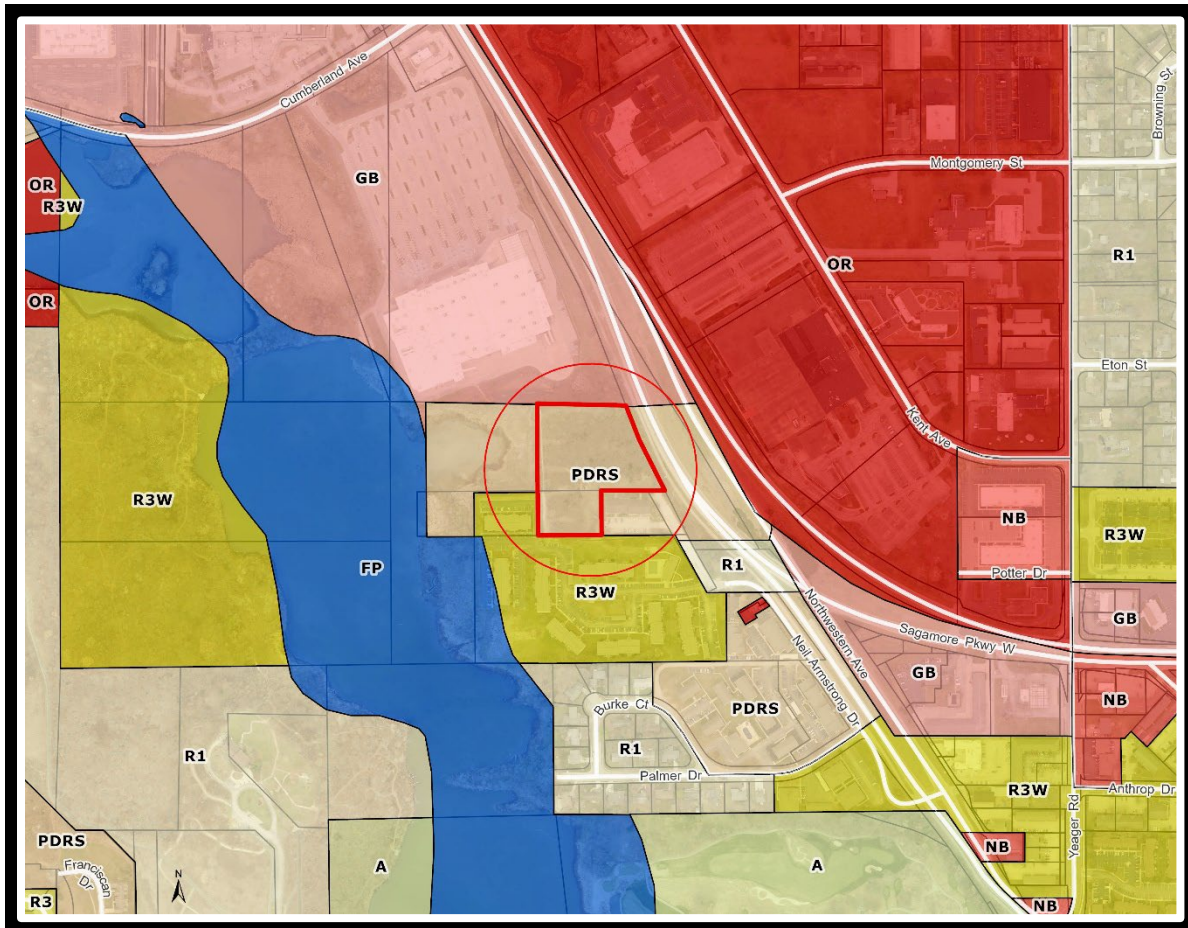 Cumberland Ave
Browning St
Montgomery St
GB
OR
R3W
R1
OR
OR
Eton St
Kent Ave
PDRS
R3W
NB
R3W
FP
R1
Potter Dr
R3W
GB
Northwestern Ave
Sagamore Pkwy W
Neil Armstrong Dr
GB
NB
Burke Ct
PDRS
R1
R1
Palmer Dr
R3W
Anthrop Dr
Yeager Rd
PDRS
NB
Franciscan
Dr
N
A
A
R3
NB